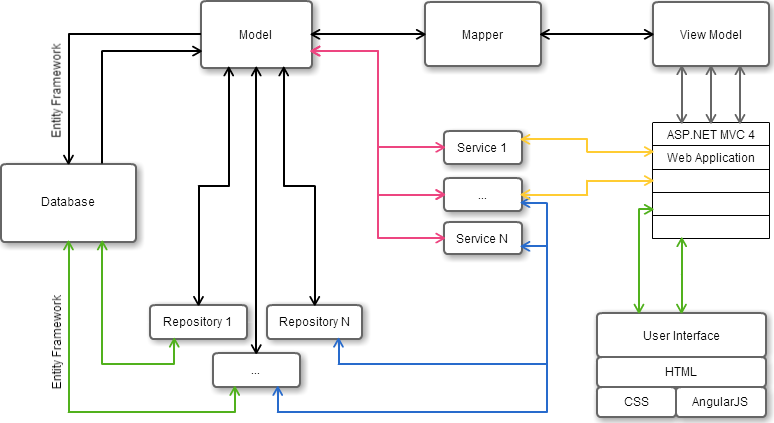 Model
Mapper
View Model
Entity Framework
ASP.NET MVC 4
Service 1
Web Application
Database
...
Service N
Entity Framework
Repository 1
Repository N
User Interface
...
HTML
CSS
AngularJS